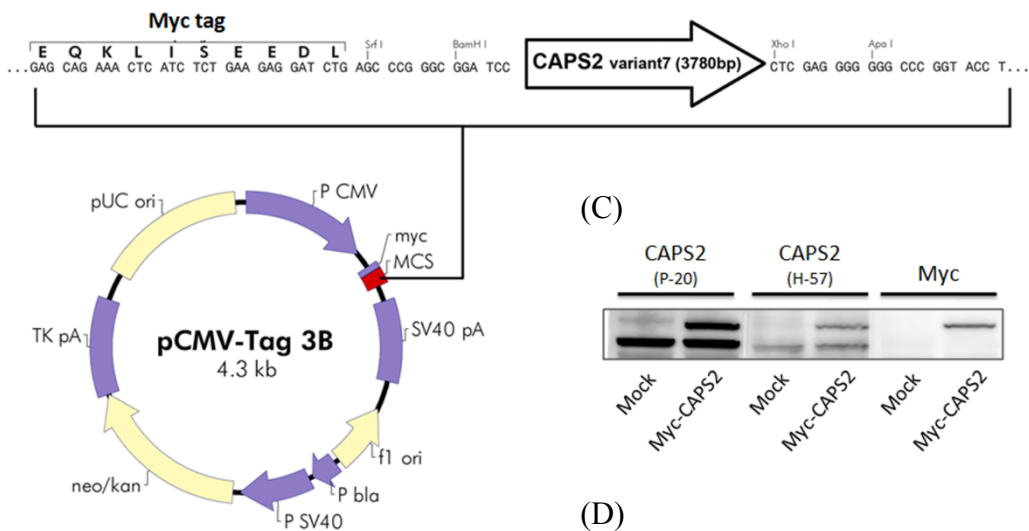 Myc tag
E Q K L I S E E D L
Srf I
BamH I
...GAG CAG AAA CTC ATC TCT GAA GAG GAT CTG AGC CCG GGC GGA TCC
CAPS2 variant7 (3780bp)
Xho I
Apa I
CTC GAG GGG GGG CCC GGT ACC T...
pUC ori
P CMV
myc
MCS
TK pA
pCMV-Tag 3B
4.3 kb
SV40 pA
neo/kan
f1 ori
P bla
P SV40
(C)
CAPS2
(P-20)
CAPS2
(H-57)
Myc
Mock
Myc-CAPS2
Mock
Myc-CAPS2
Mock
Myc-CAPS2
(D)